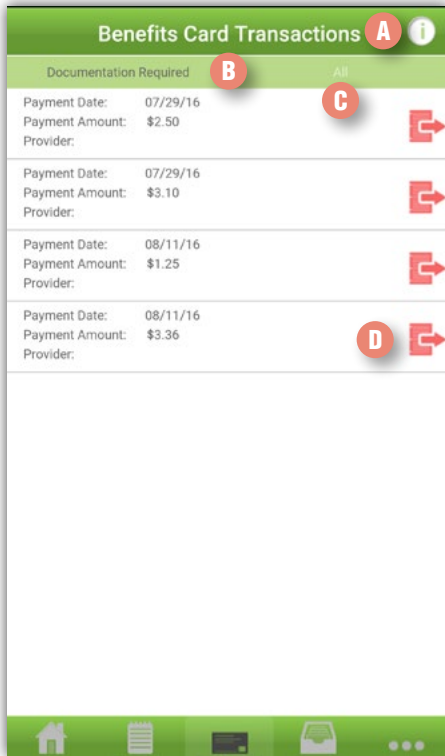 Benefits Card Transactions A i
Documentation Required B All
C
Payment Date: 07/29/16
Payment Amount: $2.50
Provider:
Payment Date: 07/29/16
Payment Amount: $3.10
Provider:
Payment Date: 08/11/16
Payment Amount: $1.25
Provider:
Payment Date: 08/11/16
Payment Amount: $3.36 D
Provider: